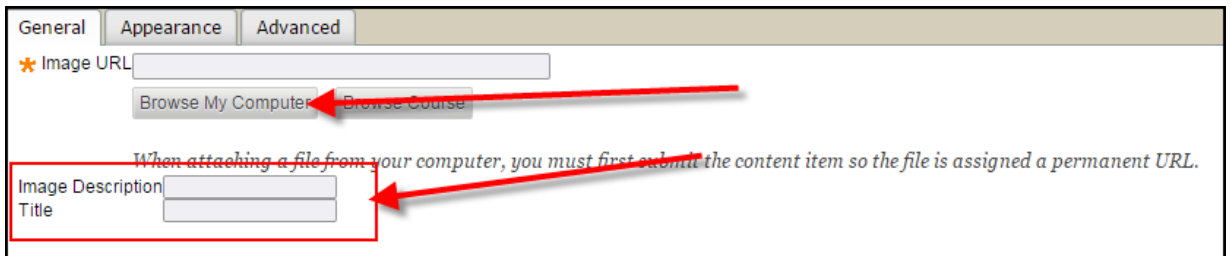 General Appearance Advanced
Image URL
Browse My Computer Browse Course
When attaching a file from your computer, you must first submit the content item so the file is assigned a permanent URL.
Image Description
Title